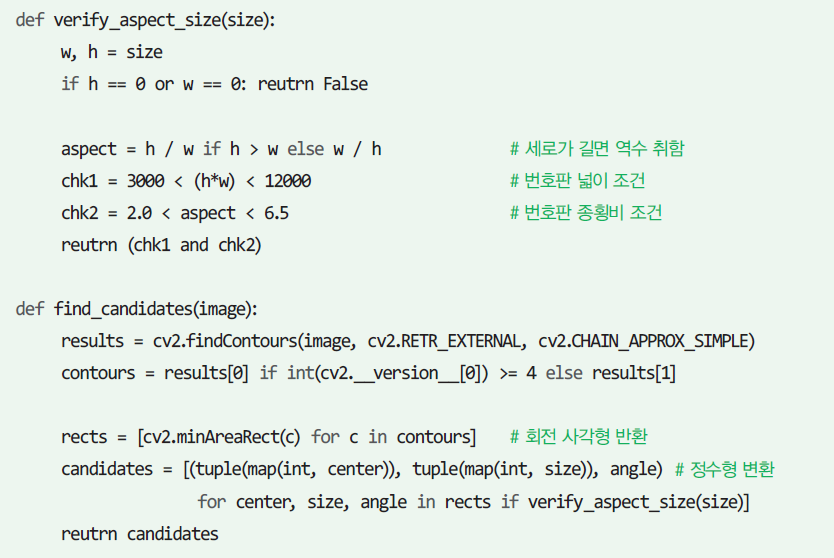 def verify_aspect_size(size):
w, h = size
if h == 0 or w == 0: reutrn False
aspect = h / w if h > w else w / h # 세로가 길면 역수 취함
chk1 = 3000 < (h*w) < 12000 # 번호판 넓이 조건
chk2 = 2.0 < aspect < 6.5 # 번호판 종횡비 조건
reutrn (chk1 and chk2)
def find_candidates(image):
results = cv2.findContours(image, cv2.RETR_EXTERNAL, cv2.CHAIN_APPROX_SIMPLE)
contours = results[0] if int(cv2.__version__[0]) >= 4 else results[1]
rects = [cv2.minAreaRect(c) for c in contours] # 회전 사각형 반환
candidates = [(tuple(map(int, center)), tuple(map(int, size)), angle) # 정수형 변환
for center, size, angle in rects if verify_aspect_size(size)]
reutrn candidates